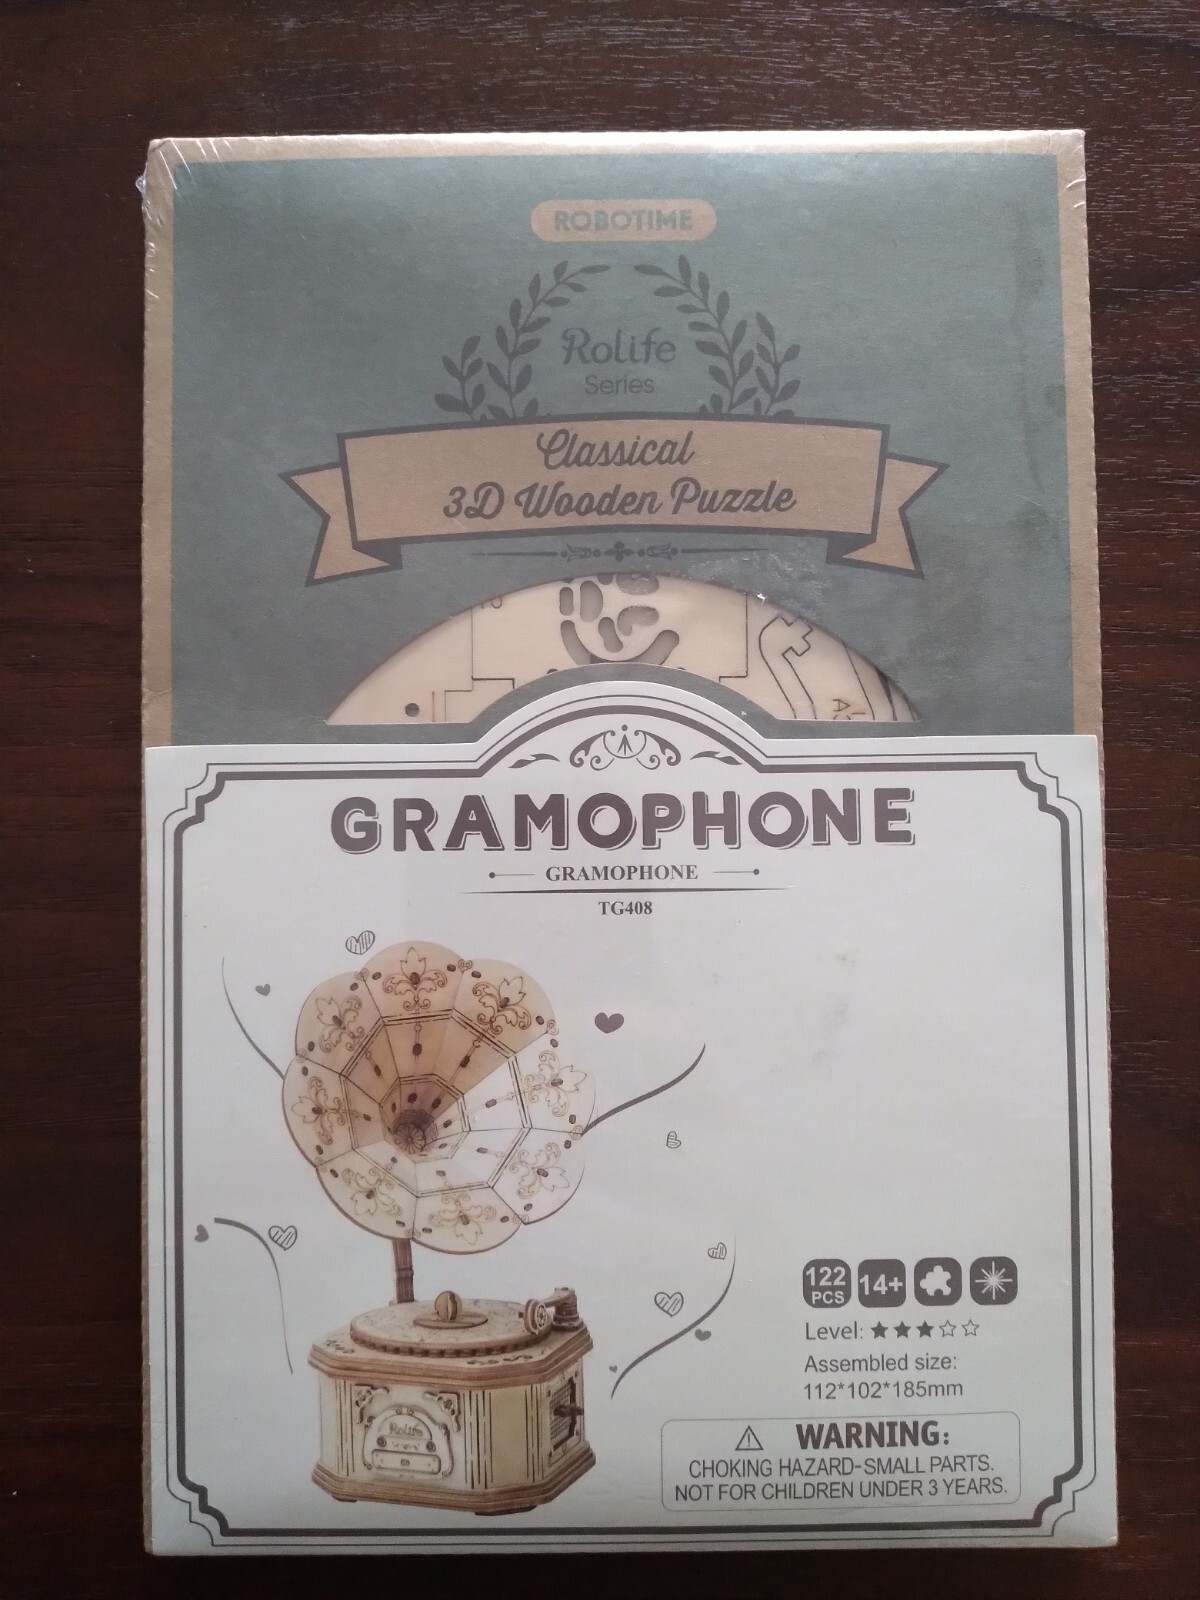 ROBOTIME
Rolife
Series
Classical
3D Wooden Puzzle
GRAMOPHONE
GRAMOPHONE
TG408
122
PCS
14+
Level: ★★★☆☆
Assembled size:
112*102*185mm
Rolife
WARNING:
CHOKING HAZARD-SMALL PARTS.
NOT FOR CHILDREN UNDER 3 YEARS.